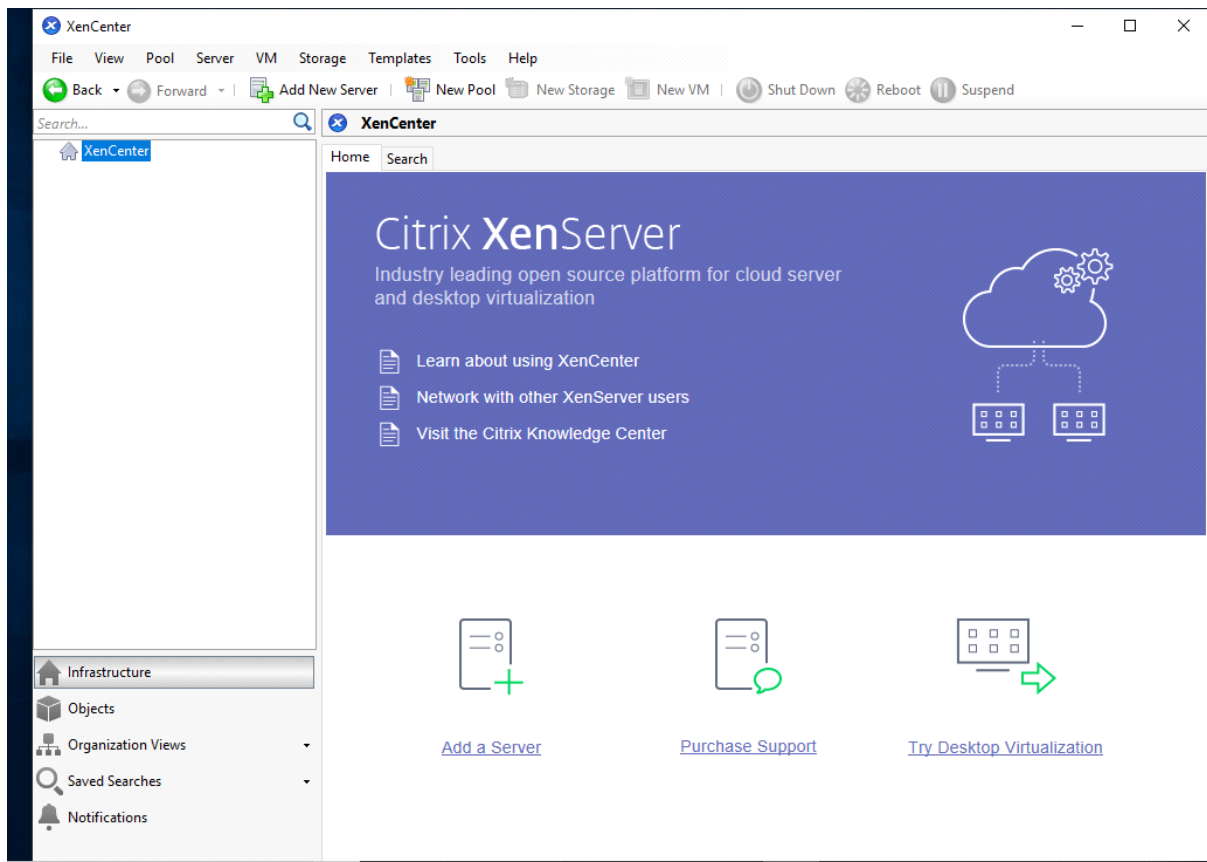 XenCenter
File View Pool Server VM Storage Templates Tools Help
Back Forward Add New Server New Pool New Storage New VM Shut Down Reboot Suspend
Search...
XenCenter
XenCenter
Home Search
Citrix XenServer
Industry leading open source platform for cloud server
and desktop virtualization
Learn about using XenCenter
Network with other XenServer users
Visit the Citrix Knowledge Center
Add a Server Purchase Support Try Desktop Virtualization
Infrastructure
Objects
Organization Views
Saved Searches
Notifications